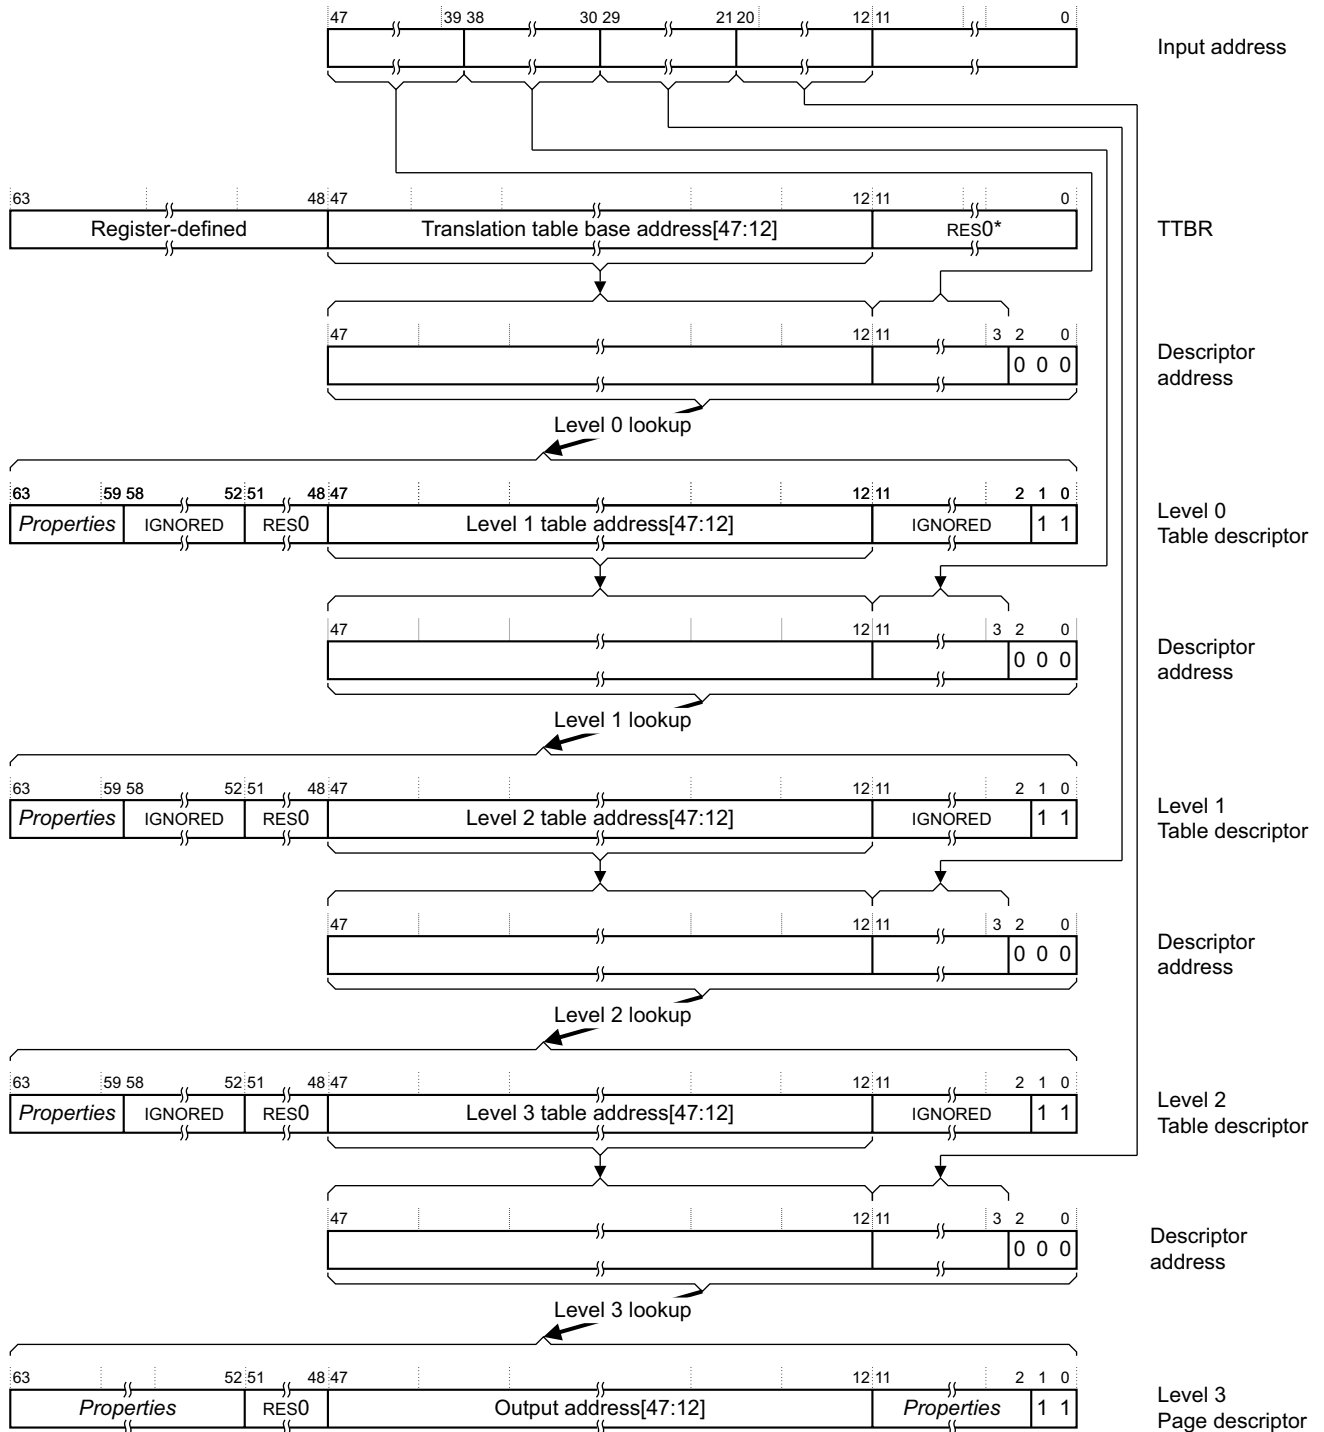 47 39 38 30 29 21 20 12 11 0
Input address
63 48 47 12 11 0
Register-defined Translation table base address[47:12] RES0* TTBR
47 12 11 3 2 0
0 0 0
Descriptor
address
Level 0 lookup
63 59 58 52 51 48 47 12 11 2 1 0
Properties IGNORED RES0 Level 1 table address[47:12] IGNORED 1 1
Level 0
Table descriptor
47 12 11 3 2 0
0 0 0
Descriptor
address
Level 1 lookup
63 59 58 52 51 48 47 12 11 2 1 0
Properties IGNORED RES0 Level 2 table address[47:12] IGNORED 1 1
Level 1
Table descriptor
47 12 11 3 2 0
0 0 0
Descriptor
address
Level 2 lookup
63 59 58 52 51 48 47 12 11 2 1 0
Properties IGNORED RES0 Level 3 table address[47:12] IGNORED 1 1
Level 2
Table descriptor
47 12 11 3 2 0
0 0 0
Descriptor
address
Level 3 lookup
63 52 51 48 47 12 11 2 1 0
Properties RES0 Output address[47:12] Properties 1 1
Level 3
Page descriptor